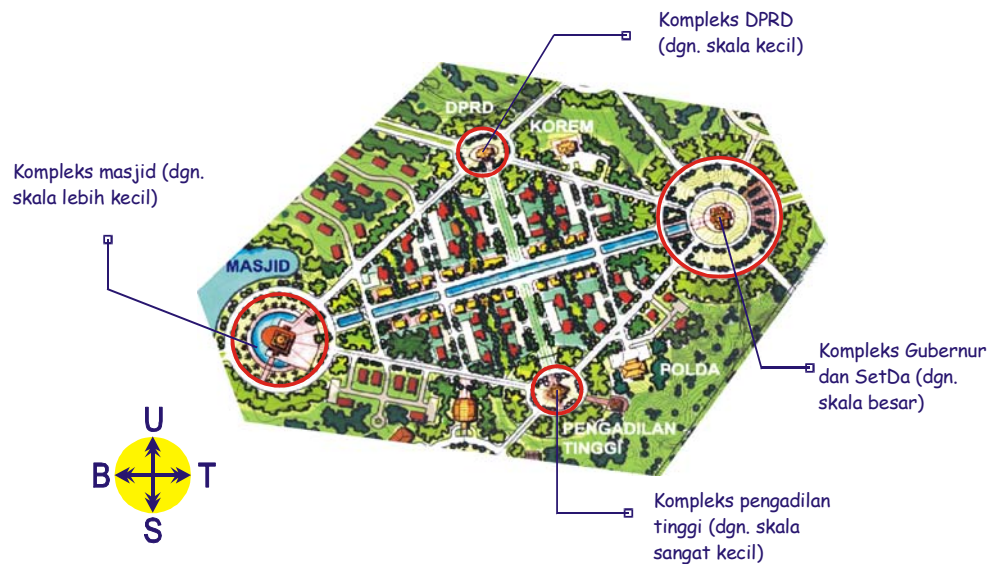 Kompleks DPRD
(dgn. skala kecil)
DPRD
KOREM
Kompleks masjid (dgn.
skala lebih kecil)
MASJID
Kompleks Gubernur
dan SetDa (dgn.
skala besar)
POLDA
PENGADILAN
TINGGI
U
B
T
S
Kompleks pengadilan
tinggi (dgn. skala
sangat kecil)